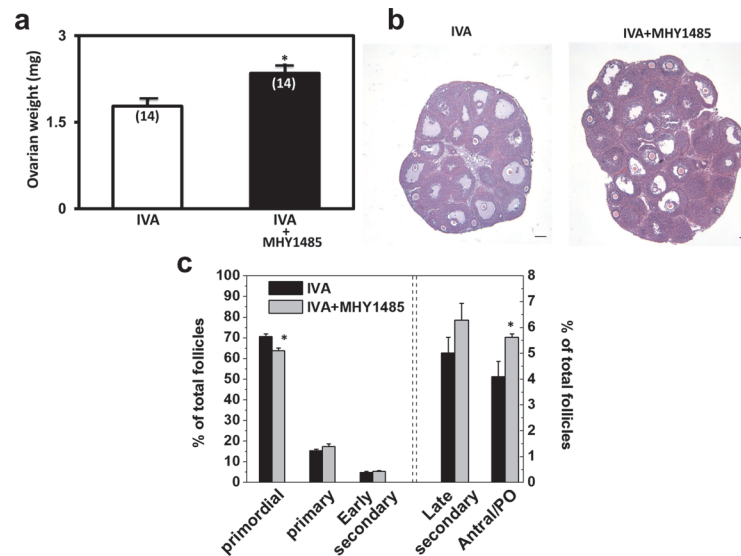 a
Ovarian weight (mg)
3
1.5
0
*
(14)
(14)
IVA
IVA
+
MHY1485
b
IVA
IVA+MHY1485
c
% of total follicles
100
90
80
70
60
50
40
30
20
10
0
IVA
IVA+MHY1485
*
*
8
7
6
5
4
3
2
1
0
% of total follicles
primordial
primary
Early
secondary
Late
secondary
Antral/PO